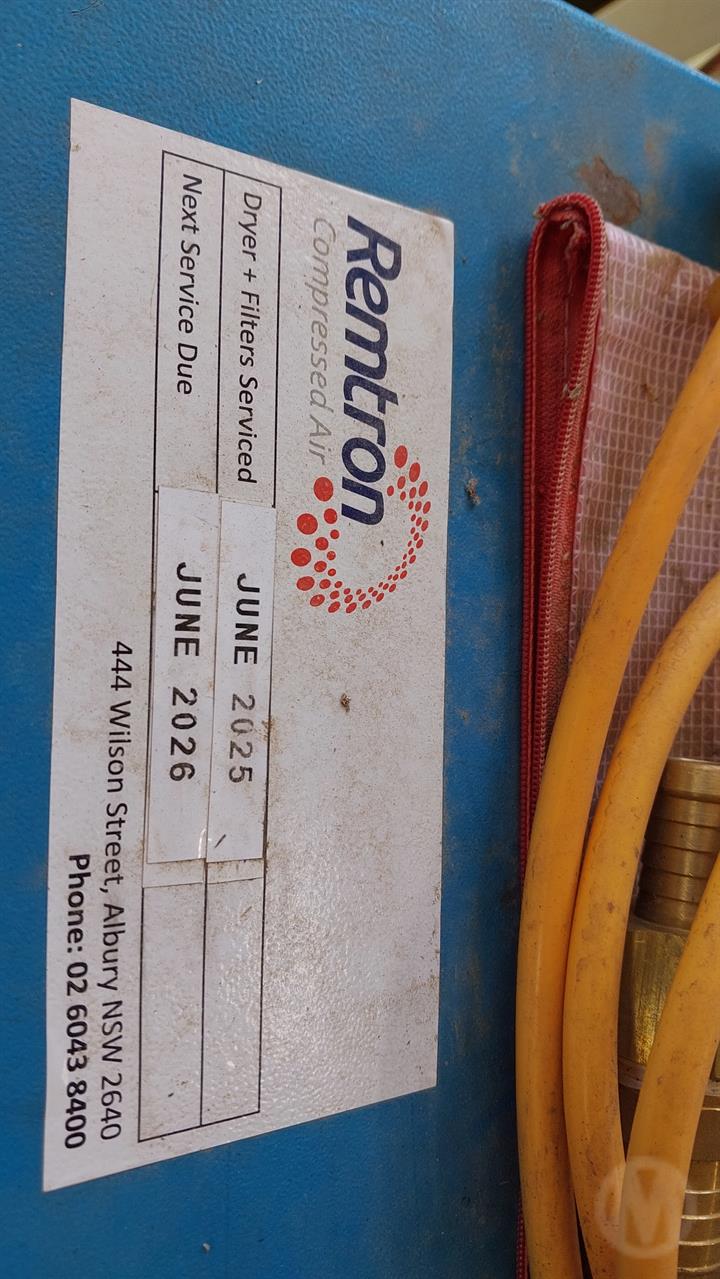 Remtron
Compressed Air
Dryer + Filters Serviced JUNE 2025
Next Service Due JUNE 2026
444 Wilson Street, Albury NSW 2640
Phone: 02 6043 8400
M